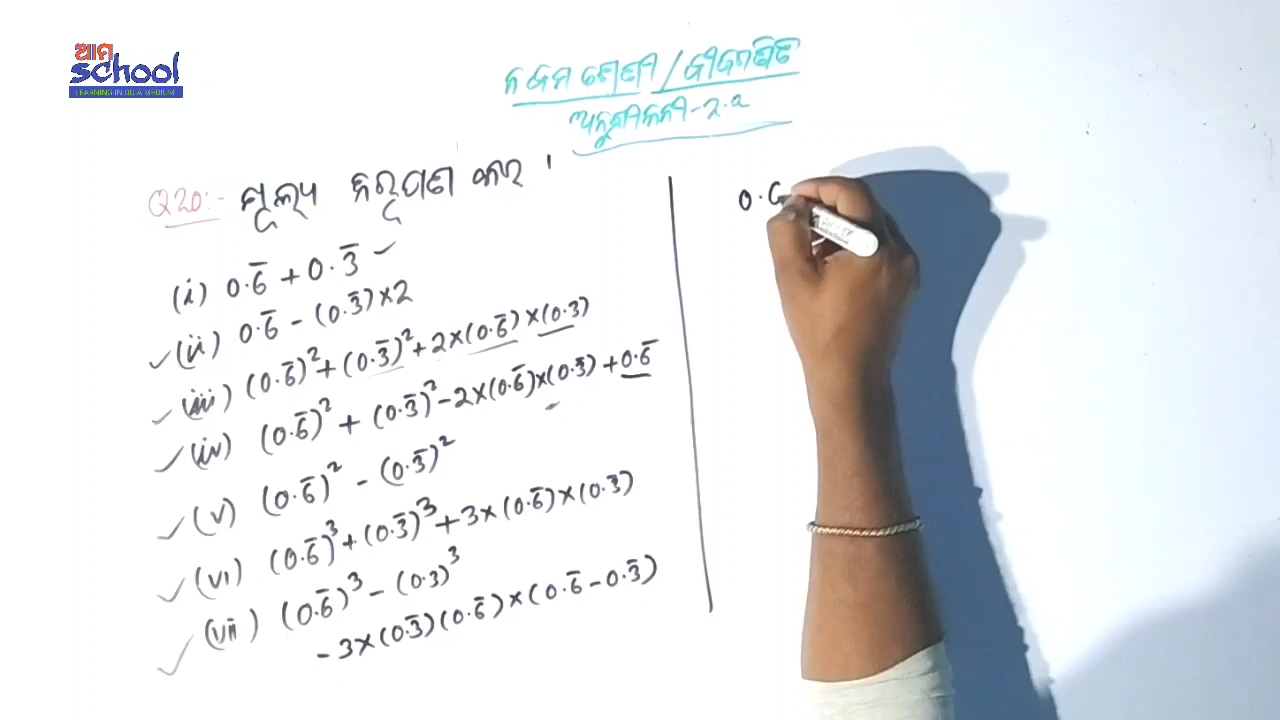 ଆମ
school
LEARNING IN ODIA MEDIUM
ନବମ ଶ୍ରେଣୀ / ବୀଜଗଣିତ
ଅନୁଶୀଳନୀ-2.a
Q20:- ମୂଲ୍ୟ ନିରୂପଣ କର ।
(i) 0.6̅ + 0.3̅
(ii) 0.6̅ - (0.3̅)×2
(iii) (0.6̅)² + (0.3̅)² + 2×(0.6̅)×(0.3)
(iv) (0.6̅)² + (0.3̅)² - 2×(0.6̅)×(0.3̅) + 0.6̅
(v) (0.6̅)² - (0.3̅)²
(vi) (0.6̅)³ + (0.3̅)³ + 3×(0.6̅)×(0.3̅)
(vii) (0.6̅)³ - (0.3)³
- 3×(0.3̅)(0.6̅)×(0.6̅ - 0.3̅)
0.